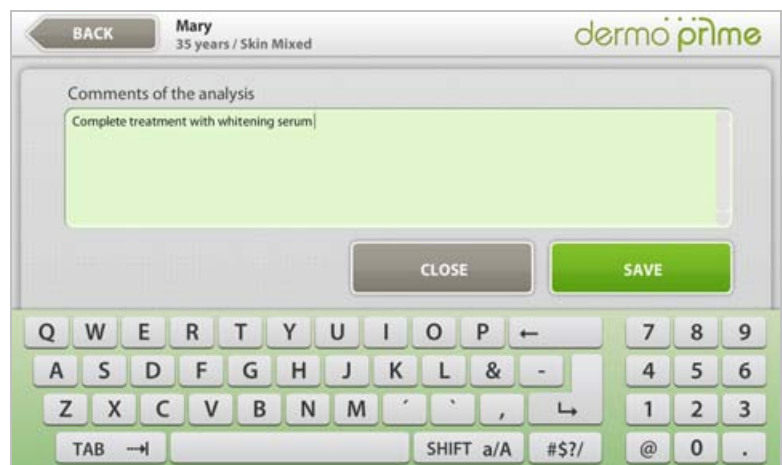 BACK
Mary
35 years / Skin Mixed
dermo prime
Comments of the analysis
Complete treatment with whitening serum
CLOSE
SAVE
Q W E R T Y U I O P ← 7 8 9
A S D F G H J K L & - 4 5 6
Z X C V B N M ´ ` , ↵ 1 2 3
TAB SHIFT a/A #$?/ @ 0 .